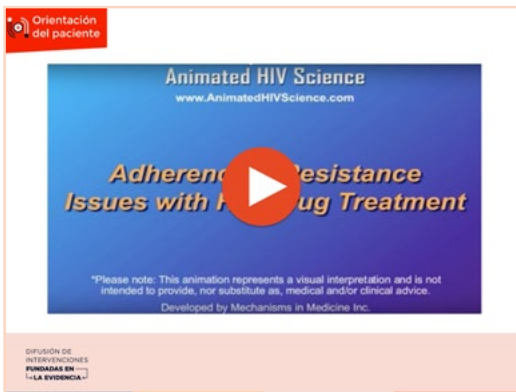 Orientación
del paciente
Animated HIV Science
www.AnimatedHIVScience.com
Adheren Resistance
Issues with Drug Treatment
*Please note: This animation represents a visual interpretation and is not
intended to provide, nor substitute as, medical and/or clinical advice.
Developed by Mechanisms in Medicine Inc.
DIFUSIÓN DE
INTERVENCIONES
FUNDADAS EN
LA EVIDENCIA